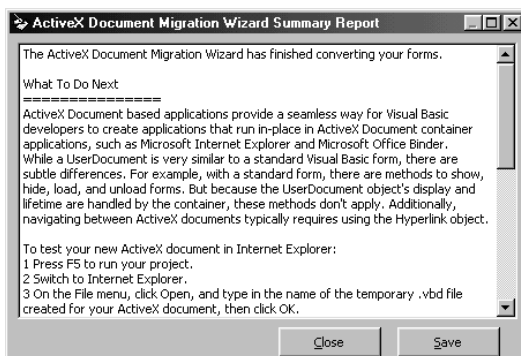 ActiveX Document Migration Wizard Summary Report
The ActiveX Document Migration Wizard has finished converting your forms.
What To Do Next
===============
ActiveX Document based applications provide a seamless way for Visual Basic
developers to create applications that run in-place in ActiveX Document container
applications, such as Microsoft Internet Explorer and Microsoft Office Binder.
While a UserDocument is very similar to a standard Visual Basic form, there are
subtle differences. For example, with a standard form, there are methods to show,
hide, load, and unload forms. But because the UserDocument object's display and
lifetime are handled by the container, these methods don't apply. Additionally,
navigating between ActiveX documents typically requires using the Hyperlink object.
To test your new ActiveX document in Internet Explorer:
1 Press F5 to run your project.
2 Switch to Internet Explorer.
3 On the File menu, click Open, and type in the name of the temporary .vbd file
created for your ActiveX document, then click OK.
Close Save